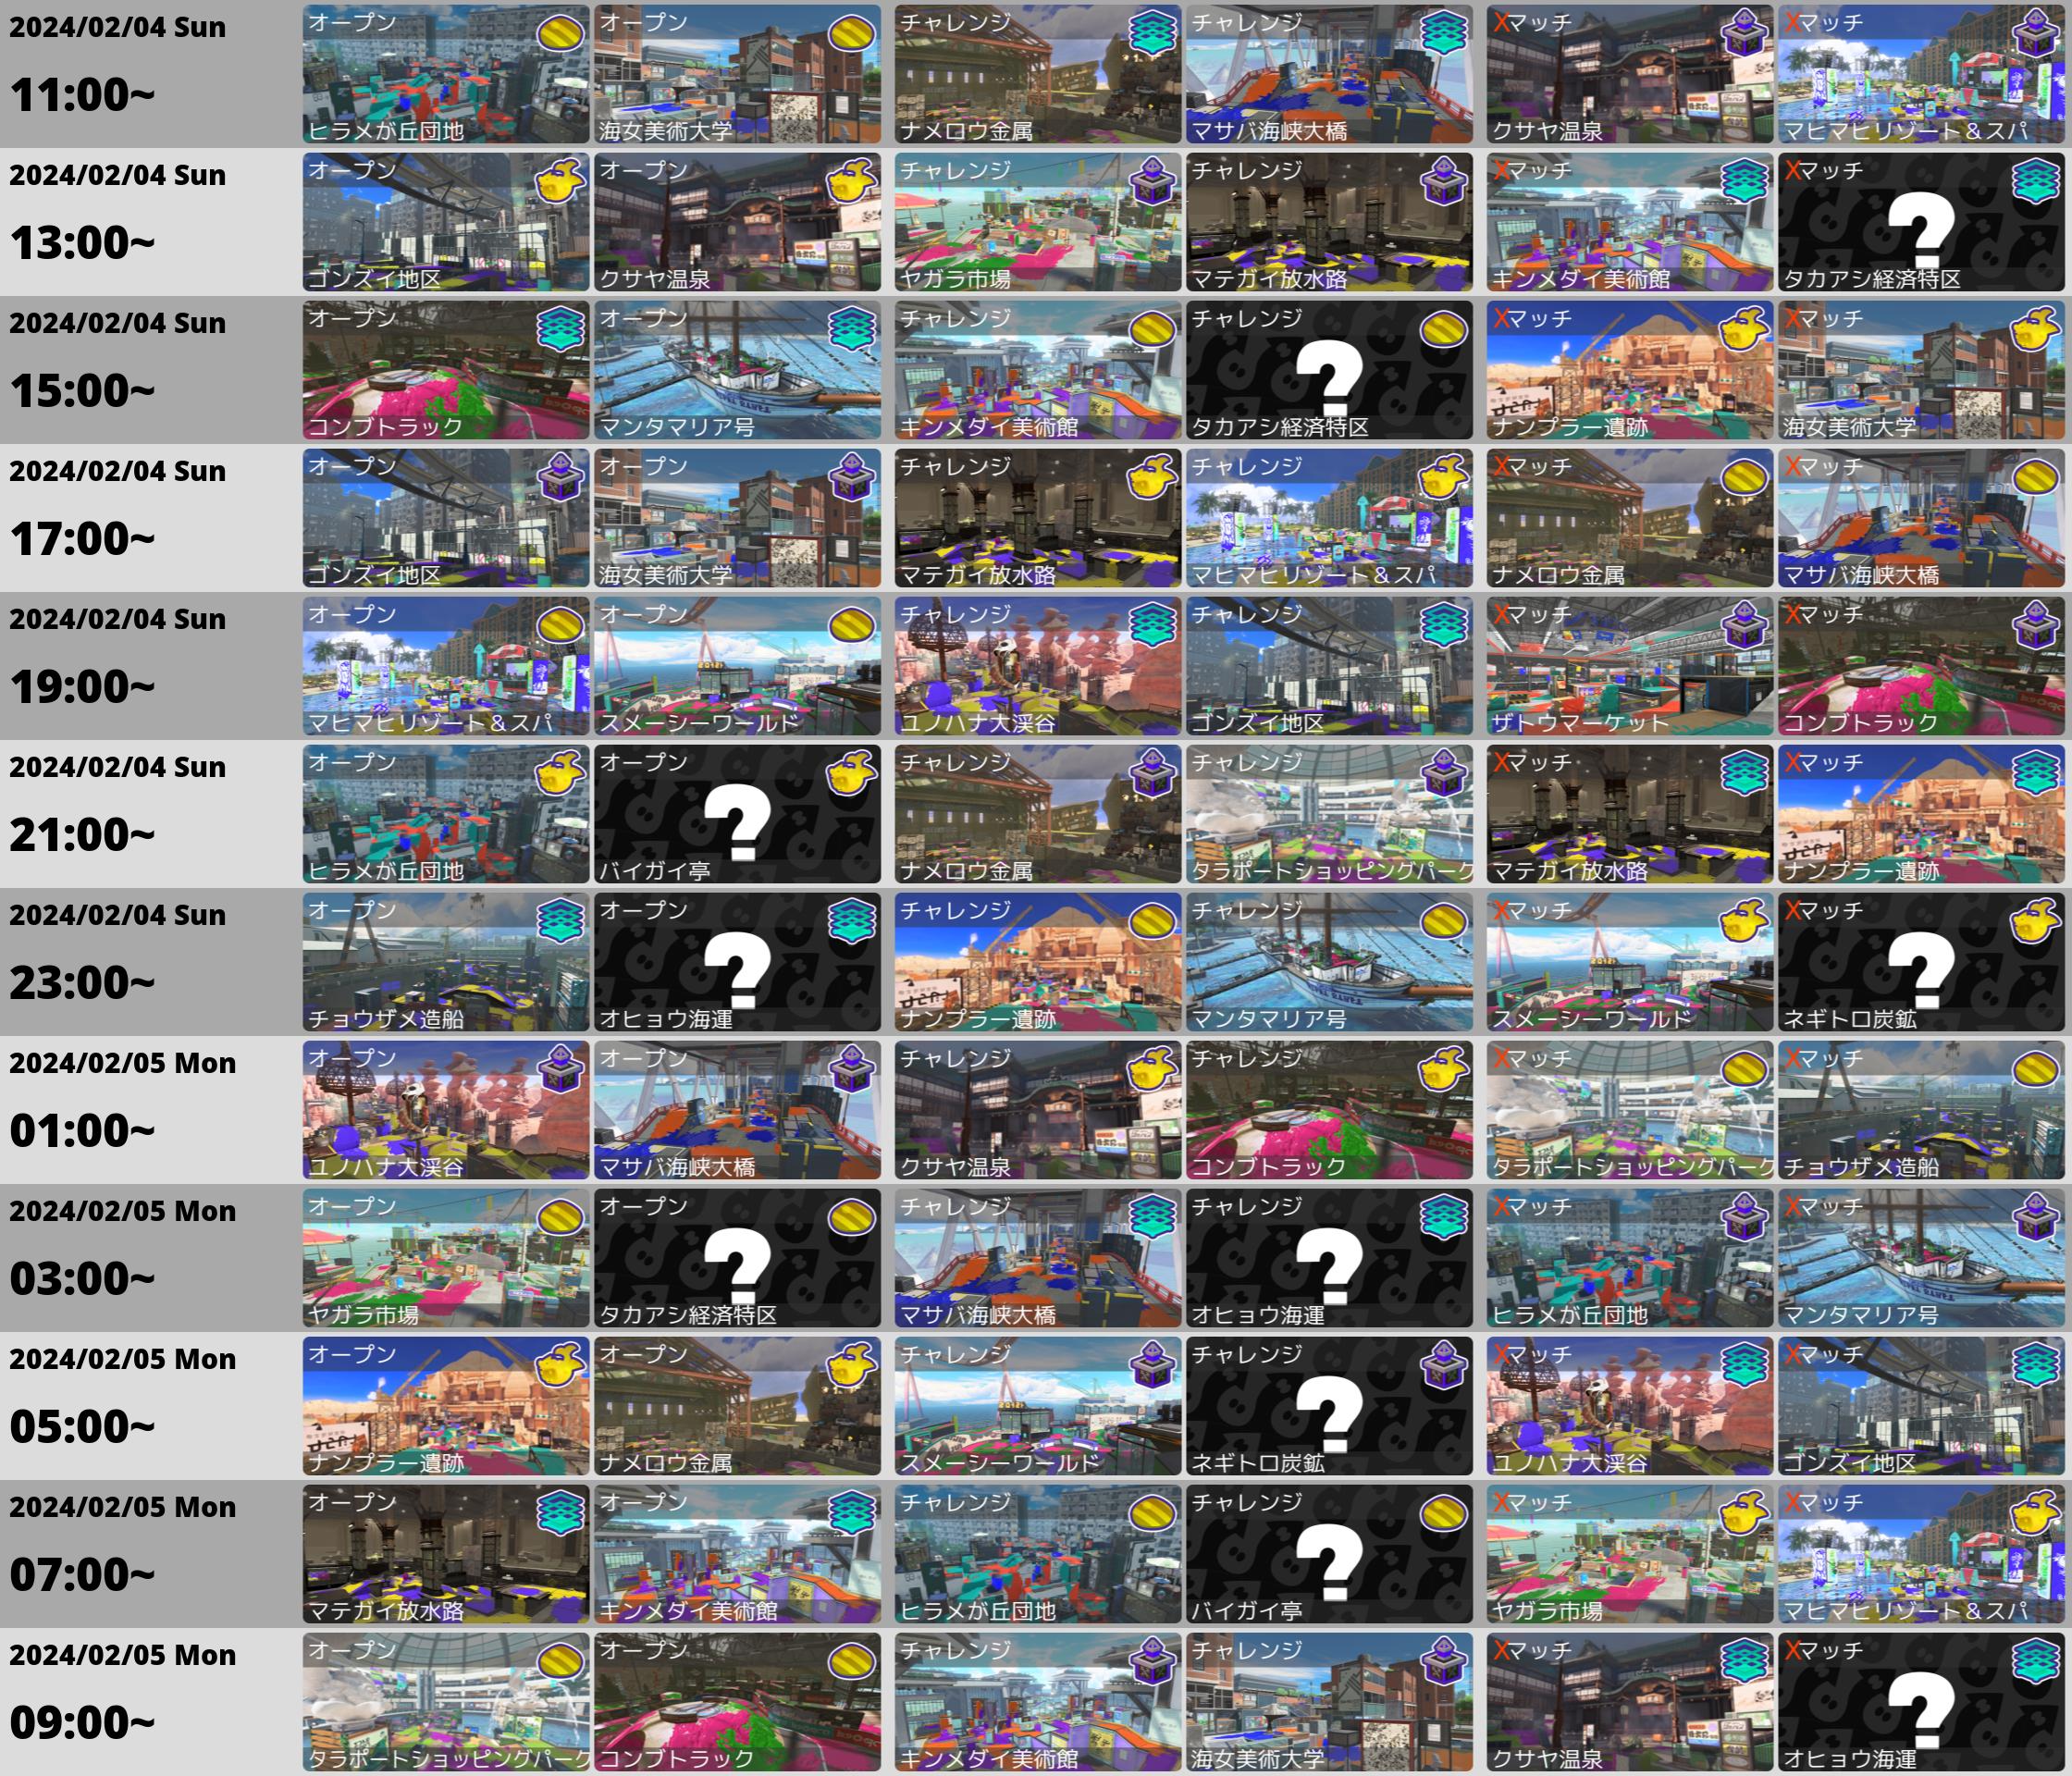 2024/02/04 Sun
11:00~
オープン オープン チャレンジ チャレンジ Xマッチ Xマッチ
ヒラメが丘団地 海女美術大学 ナメロウ金属 マサバ海峡大橋 クサヤ温泉 マヒマヒリゾート＆スパ
2024/02/04 Sun
13:00~
オープン オープン チャレンジ チャレンジ Xマッチ Xマッチ
?
ゴンズイ地区 クサヤ温泉 ヤガラ市場 マテガイ放水路 キンメダイ美術館 タカアシ経済特区
2024/02/04 Sun
15:00~
オープン オープン チャレンジ チャレンジ Xマッチ Xマッチ
?
コンブトラック マンタマリア号 キンメダイ美術館 タカアシ経済特区 ナンプラー遺跡 海女美術大学
2024/02/04 Sun
17:00~
オープン オープン チャレンジ チャレンジ Xマッチ Xマッチ
ゴンズイ地区 海女美術大学 マテガイ放水路 マヒマヒリゾート＆スパ ナメロウ金属 マサバ海峡大橋
2024/02/04 Sun
19:00~
オープン オープン チャレンジ チャレンジ Xマッチ Xマッチ
マヒマヒリゾート＆スパ スメーシーワールド ユノハナ大渓谷 ゴンズイ地区 ザトウマーケット コンブトラック
2024/02/04 Sun
21:00~
オープン オープン チャレンジ チャレンジ Xマッチ Xマッチ
?
ヒラメが丘団地 バイガイ亭 ナメロウ金属 タラポートショッピングパーク マテガイ放水路 ナンプラー遺跡
2024/02/04 Sun
23:00~
オープン オープン チャレンジ チャレンジ Xマッチ Xマッチ
? ?
チョウザメ造船 オヒョウ海運 ナンプラー遺跡 マンタマリア号 スメーシーワールド ネギトロ炭鉱
2024/02/05 Mon
01:00~
オープン オープン チャレンジ チャレンジ Xマッチ Xマッチ
ユノハナ大渓谷 マサバ海峡大橋 クサヤ温泉 コンブトラック タラポートショッピングパーク チョウザメ造船
2024/02/05 Mon
03:00~
オープン オープン チャレンジ チャレンジ Xマッチ Xマッチ
? ?
ヤガラ市場 タカアシ経済特区 マサバ海峡大橋 オヒョウ海運 ヒラメが丘団地 マンタマリア号
2024/02/05 Mon
05:00~
オープン オープン チャレンジ チャレンジ Xマッチ Xマッチ
?
ナンプラー遺跡 ナメロウ金属 スメーシーワールド ネギトロ炭鉱 ユノハナ大渓谷 ゴンズイ地区
2024/02/05 Mon
07:00~
オープン オープン チャレンジ チャレンジ Xマッチ Xマッチ
?
マテガイ放水路 キンメダイ美術館 ヒラメが丘団地 バイガイ亭 ヤガラ市場 マヒマヒリゾート＆スパ
2024/02/05 Mon
09:00~
オープン オープン チャレンジ チャレンジ Xマッチ Xマッチ
?
タラポートショッピングパーク コンブトラック キンメダイ美術館 海女美術大学 クサヤ温泉 オヒョウ海運